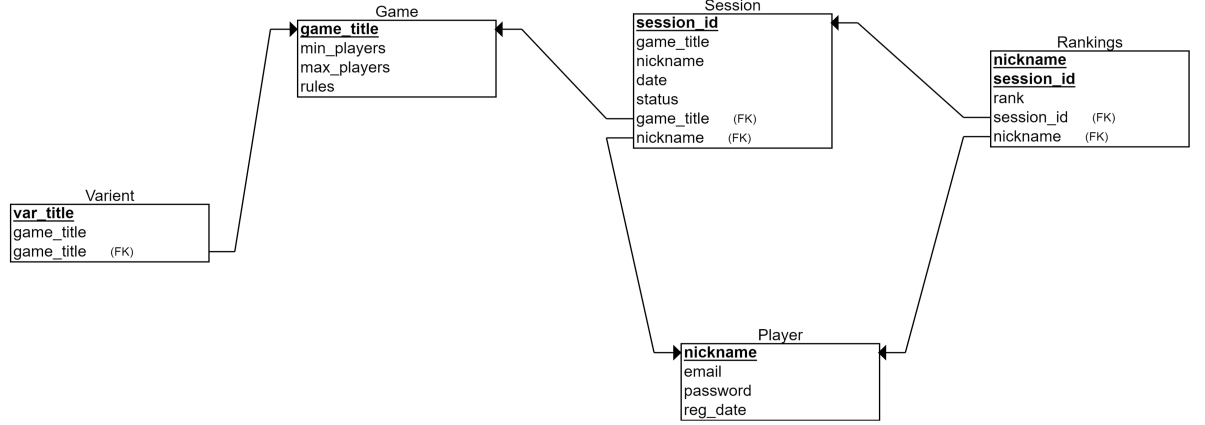 Game
game_title
min_players
max_players
rules
Session
session_id
game_title
nickname
date
status
game_title (FK)
nickname (FK)
Rankings
nickname
session_id
rank
session_id (FK)
nickname (FK)
Varient
var_title
game_title
game_title (FK)
Player
nickname
email
password
reg_date